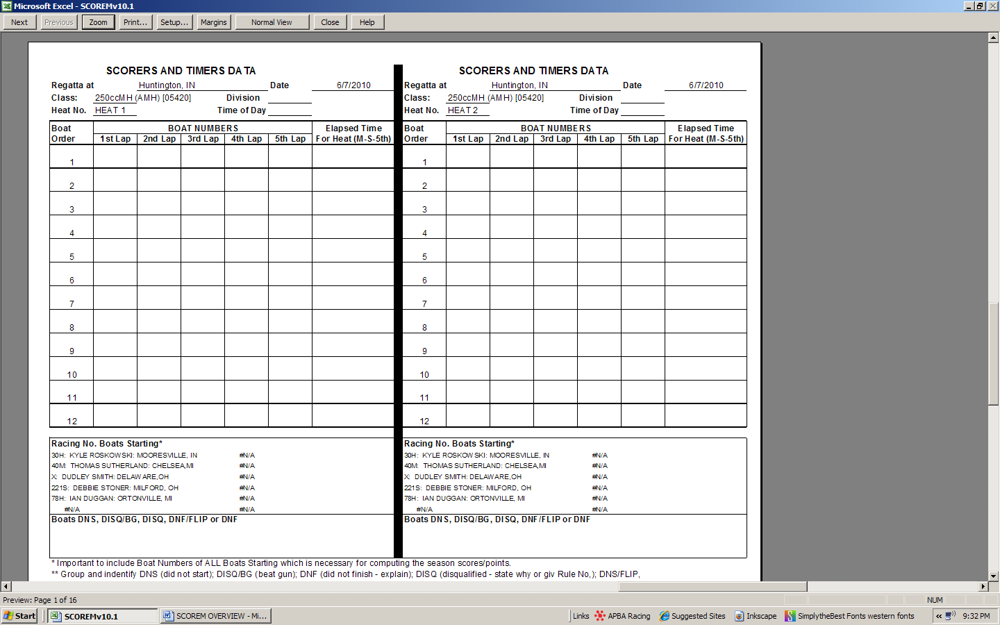 Microsoft Excel - SCOREMv10.1
Next Previous Zoom Print... Setup... Margins Normal View Close Help
SCORERS AND TIMERS DATA SCORERS AND TIMERS DATA
Regatta at Huntington, IN Date 6/7/2010 Regatta at Huntington, IN Date 6/7/2010
Class: 250ccMH (AMH) [05420] Division Class: 250ccMH (AMH) [05420] Division
Heat No. HEAT 1 Time of Day Heat No. HEAT 2 Time of Day
Boat BOAT NUMBERS Elapsed Time Boat BOAT NUMBERS Elapsed Time
Order 1st Lap 2nd Lap 3rd Lap 4th Lap 5th Lap For Heat (M-S-5th) Order 1st Lap 2nd Lap 3rd Lap 4th Lap 5th Lap For Heat (M-S-5th)
1 1
2 2
3 3
4 4
5 5
6 6
7 7
8 8
9 9
10 10
11 11
12 12
Racing No. Boats Starting* Racing No. Boats Starting*
30H: KYLE ROSKOWSKI: MOORESVILLE, IN #N/A 30H: KYLE ROSKOWSKI: MOORESVILLE, IN #N/A
40M: THOMAS SUTHERLAND: CHELSEA,MI #N/A 40M: THOMAS SUTHERLAND: CHELSEA,MI #N/A
X: DUDLEY SMITH: DELAWARE,OH #N/A X: DUDLEY SMITH: DELAWARE,OH #N/A
221S: DEBBIE STONER: MILFORD, OH #N/A 221S: DEBBIE STONER: MILFORD, OH #N/A
78H: IAN DUGGAN: ORTONVILLE, MI #N/A 78H: IAN DUGGAN: ORTONVILLE, MI #N/A
#N/A #N/A #N/A #N/A
Boats DNS, DISQ/BG, DISQ, DNF/FLIP or DNF Boats DNS, DISQ/BG, DISQ, DNF/FLIP or DNF
* Important to include Boat Numbers of ALL Boats Starting which is necessary for computing the season scores/points.
** Group and indentify DNS (did not start); DISQ/BG (beat gun); DNF (did not finish - explain); DISQ (disqualified - state why or giv Rule No,); DNS/FLIP,
Preview: Page 1 of 16 NUM
Start SCOREMv10.1 SCOREM OVERVIEW - Mi... Links APBA Racing Suggested Sites Inkscape SimplytheBest Fonts western fonts « 9:32 PM